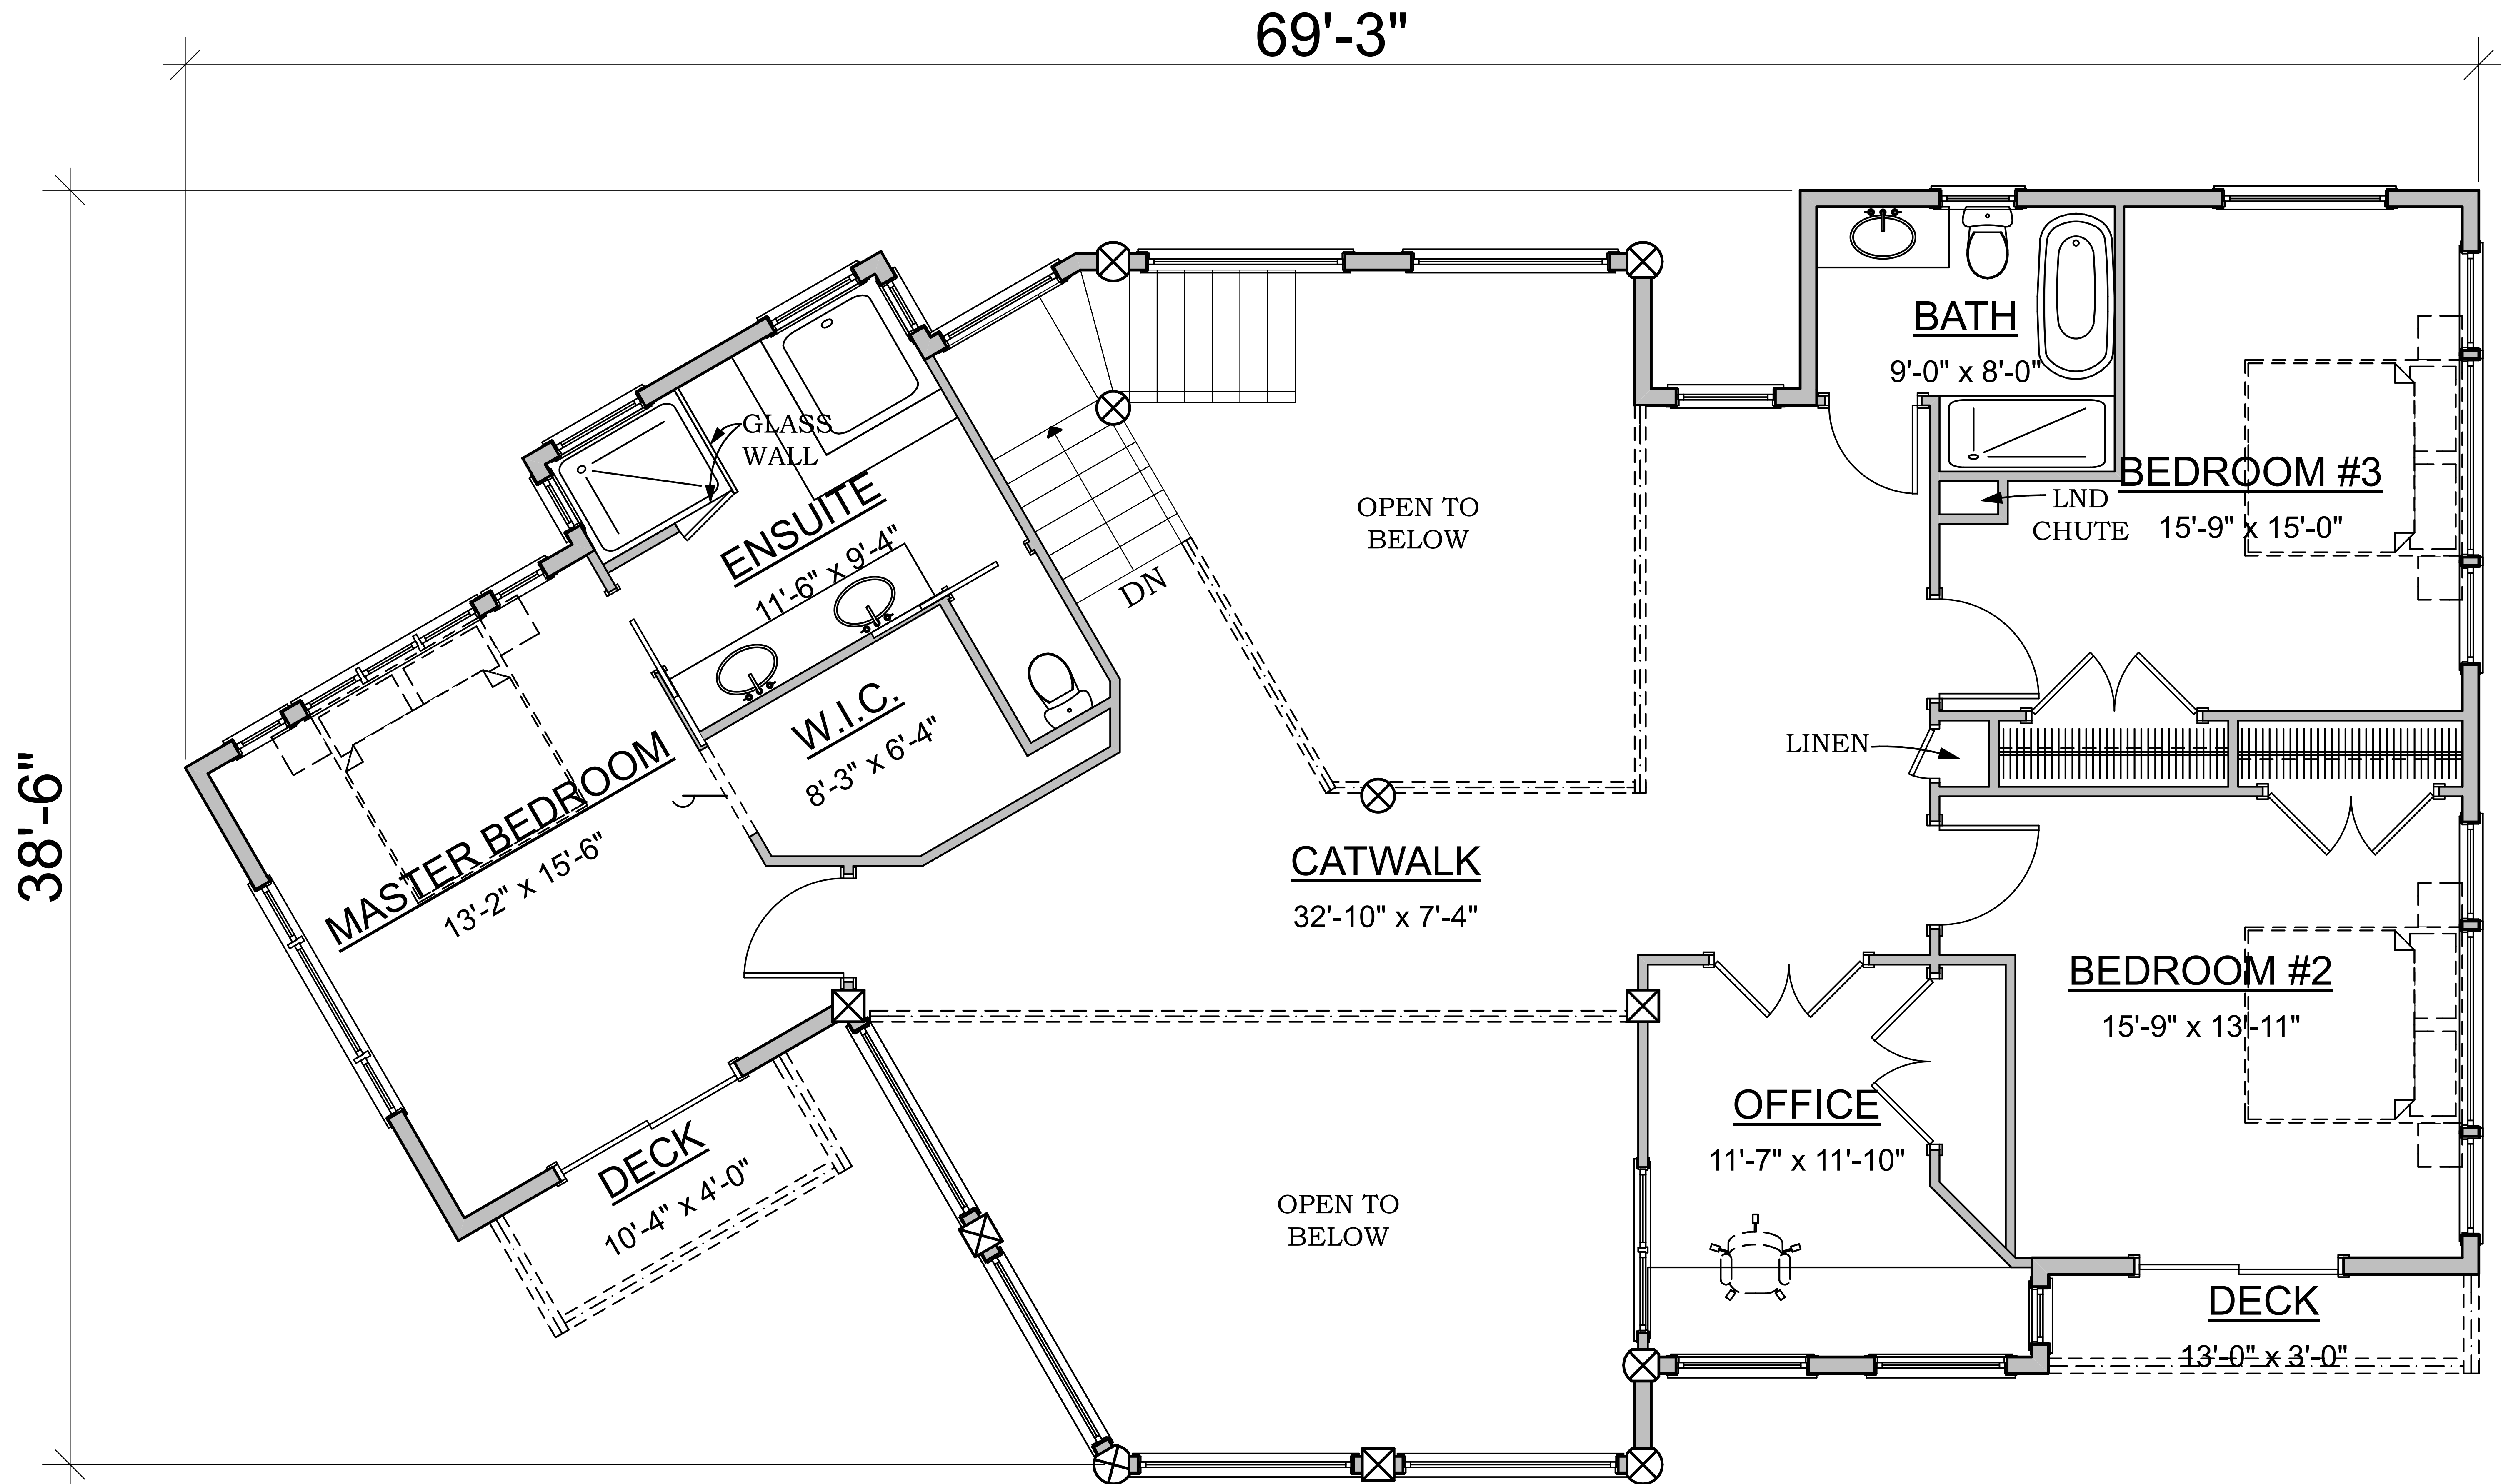 69'-3"
38'-6"
BATH
9'-0" x 8'-0"
GLASS
WALL
ENSUITE
11'-6" x 9'-4"
OPEN TO
BELOW
BEDROOM #3
15'-9" x 15'-0"
LND
CHUTE
DN
W.I.C.
8'-3" x 6'-4"
LINEN
MASTER BEDROOM
13'-2" x 15'-6"
CATWALK
32'-10" x 7'-4"
BEDROOM #2
15'-9" x 13'-11"
OFFICE
11'-7" x 11'-10"
DECK
10'-4" x 4'-0"
OPEN TO
BELOW
DECK
13'-0" x 3'-0"